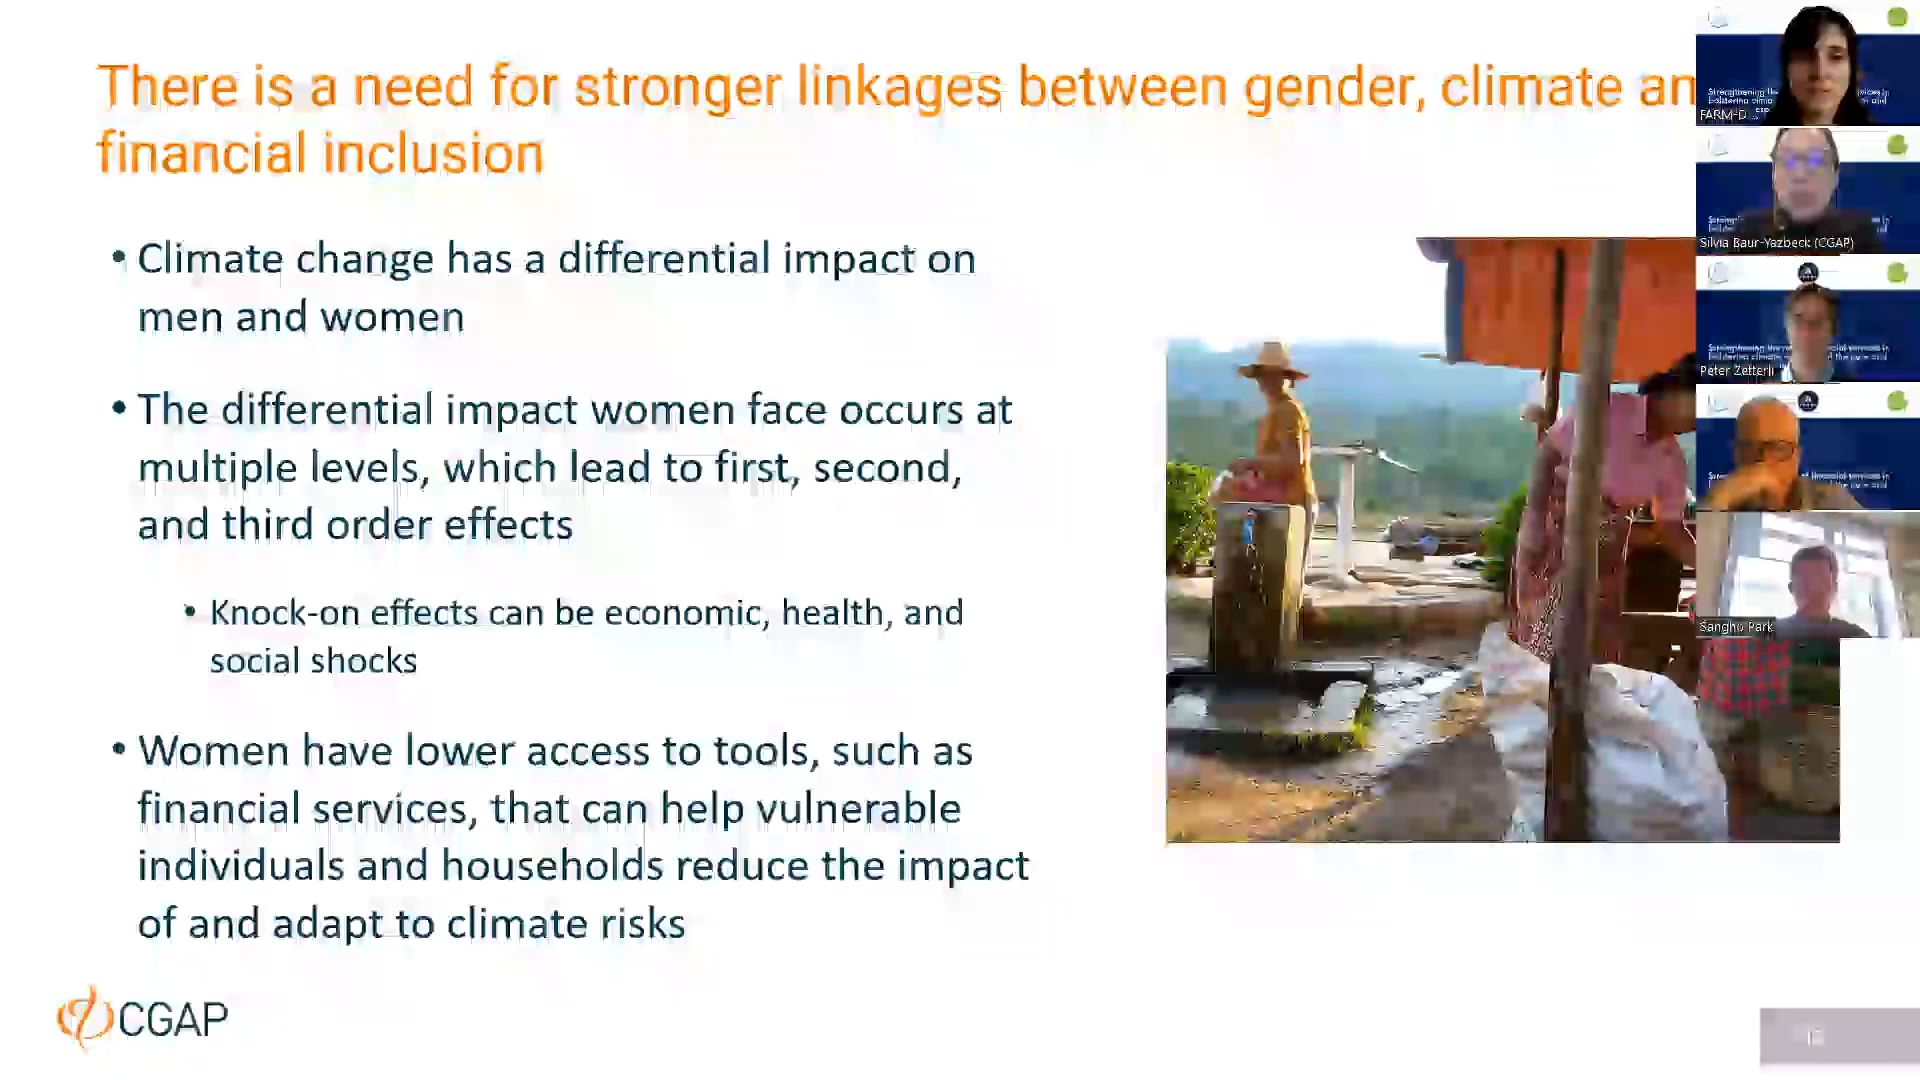 There is a need for stronger linkages between gender, climate an
financial inclusion
• Climate change has a differential impact on
men and women
• The differential impact women face occurs at
multiple levels, which lead to first, second,
and third order effects
• Knock-on effects can be economic, health, and
social shocks
• Women have lower access to tools, such as
financial services, that can help vulnerable
individuals and households reduce the impact
of and adapt to climate risks
CGAP
FARM-D ...
Silvia Baur-Yazbeck (CGAP)
Peter Zetterli
Sangho Park